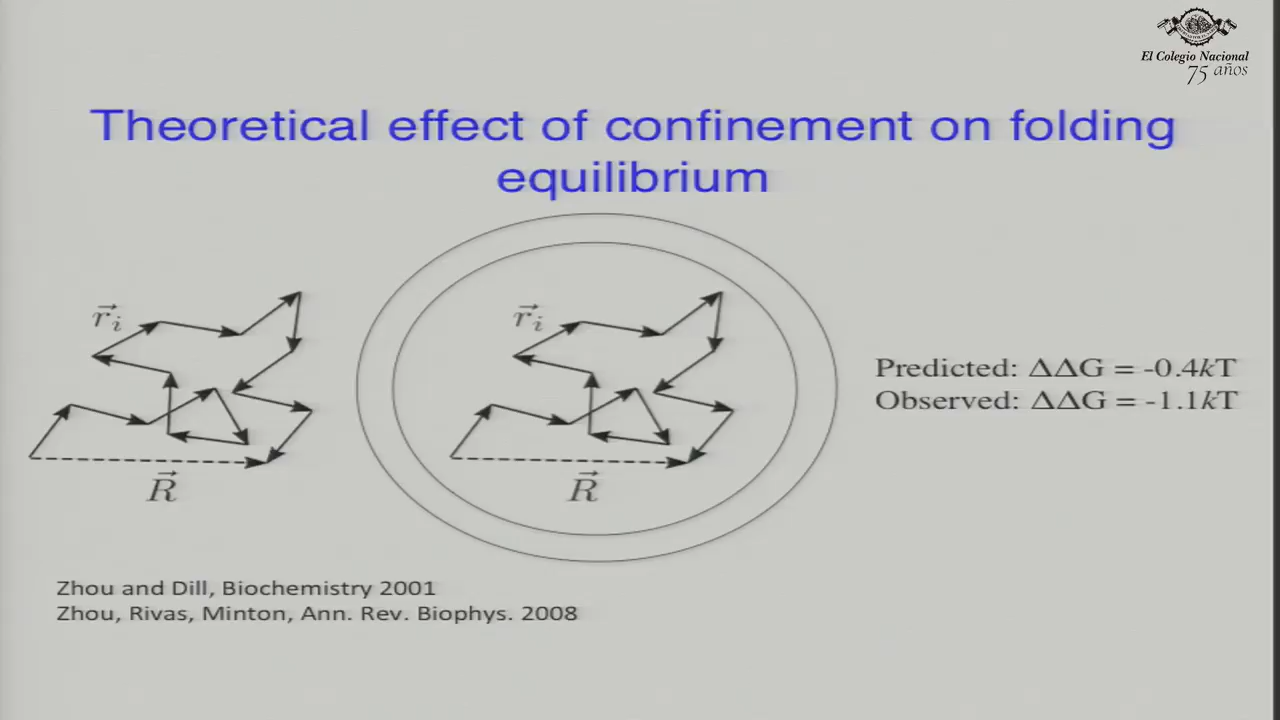 El Colegio Nacional
75 años
Theoretical effect of confinement on folding
equilibrium
r⃗ᵢ
r⃗ᵢ
Predicted: ΔΔG = -0.4kT
Observed: ΔΔG = -1.1kT
R⃗
R⃗
Zhou and Dill, Biochemistry 2001
Zhou, Rivas, Minton, Ann. Rev. Biophys. 2008